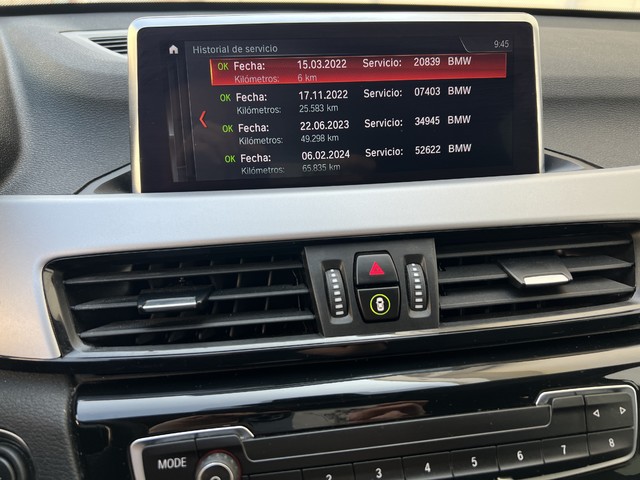 Historial de servicio 9:45
OK Fecha: 15.03.2022 Servicio: 20839 BMW
Kilómetros: 6 km
OK Fecha: 17.11.2022 Servicio: 07403 BMW
Kilómetros: 25.583 km
OK Fecha: 22.06.2023 Servicio: 34945 BMW
Kilómetros: 49.298 km
OK Fecha: 06.02.2024 Servicio: 52622 BMW
Kilómetros: 65.835 km
MODE 2 3 4 5 6 7 8